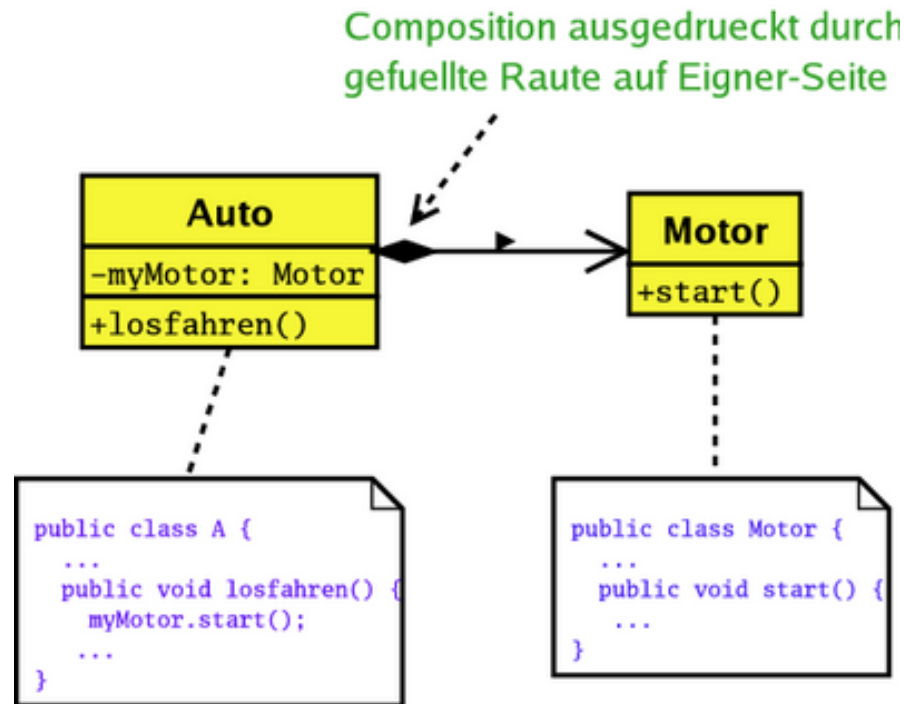 Composition ausgedrueckt durch
gefuellte Raute auf Eigner-Seite
Auto
-myMotor: Motor
+losfahren()
Motor
+start()
public class A {
...
public void losfahren() {
myMotor.start();
...
}
public class Motor {
...
public void start() {
...
}